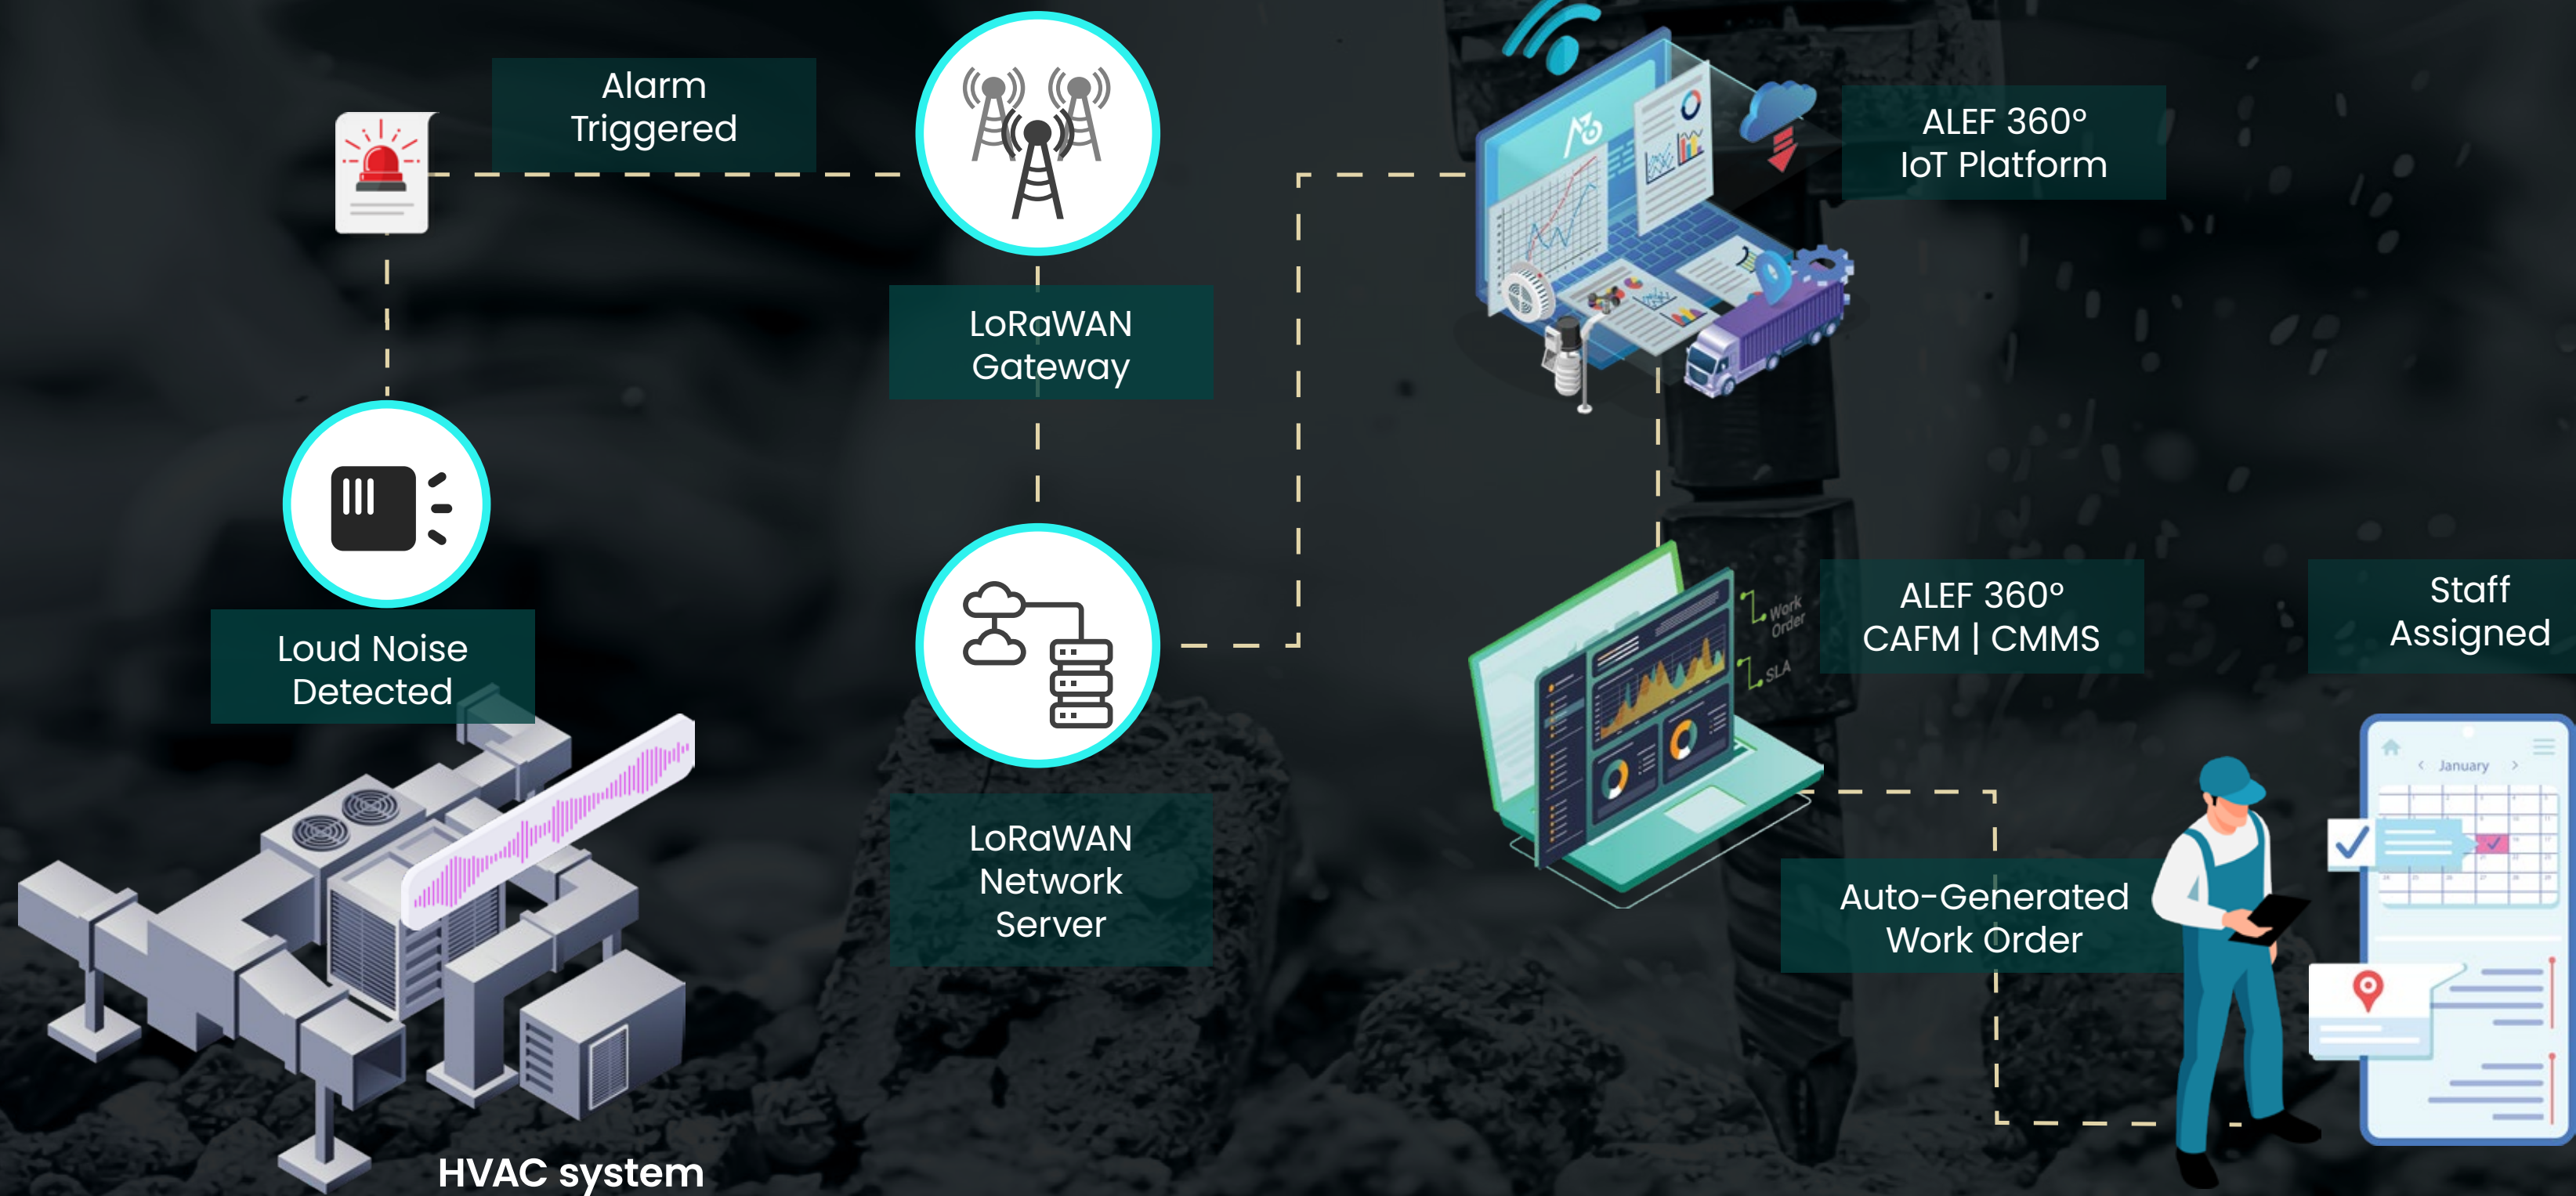 Alarm
Triggered
LoRaWAN
Gateway
Loud Noise
Detected
HVAC system
LoRaWAN
Network
Server
ALEF 360°
IoT Platform
Work
Order
SLA
ALEF 360°
CAFM | CMMS
Auto-Generated
Work Order
Staff
Assigned
January